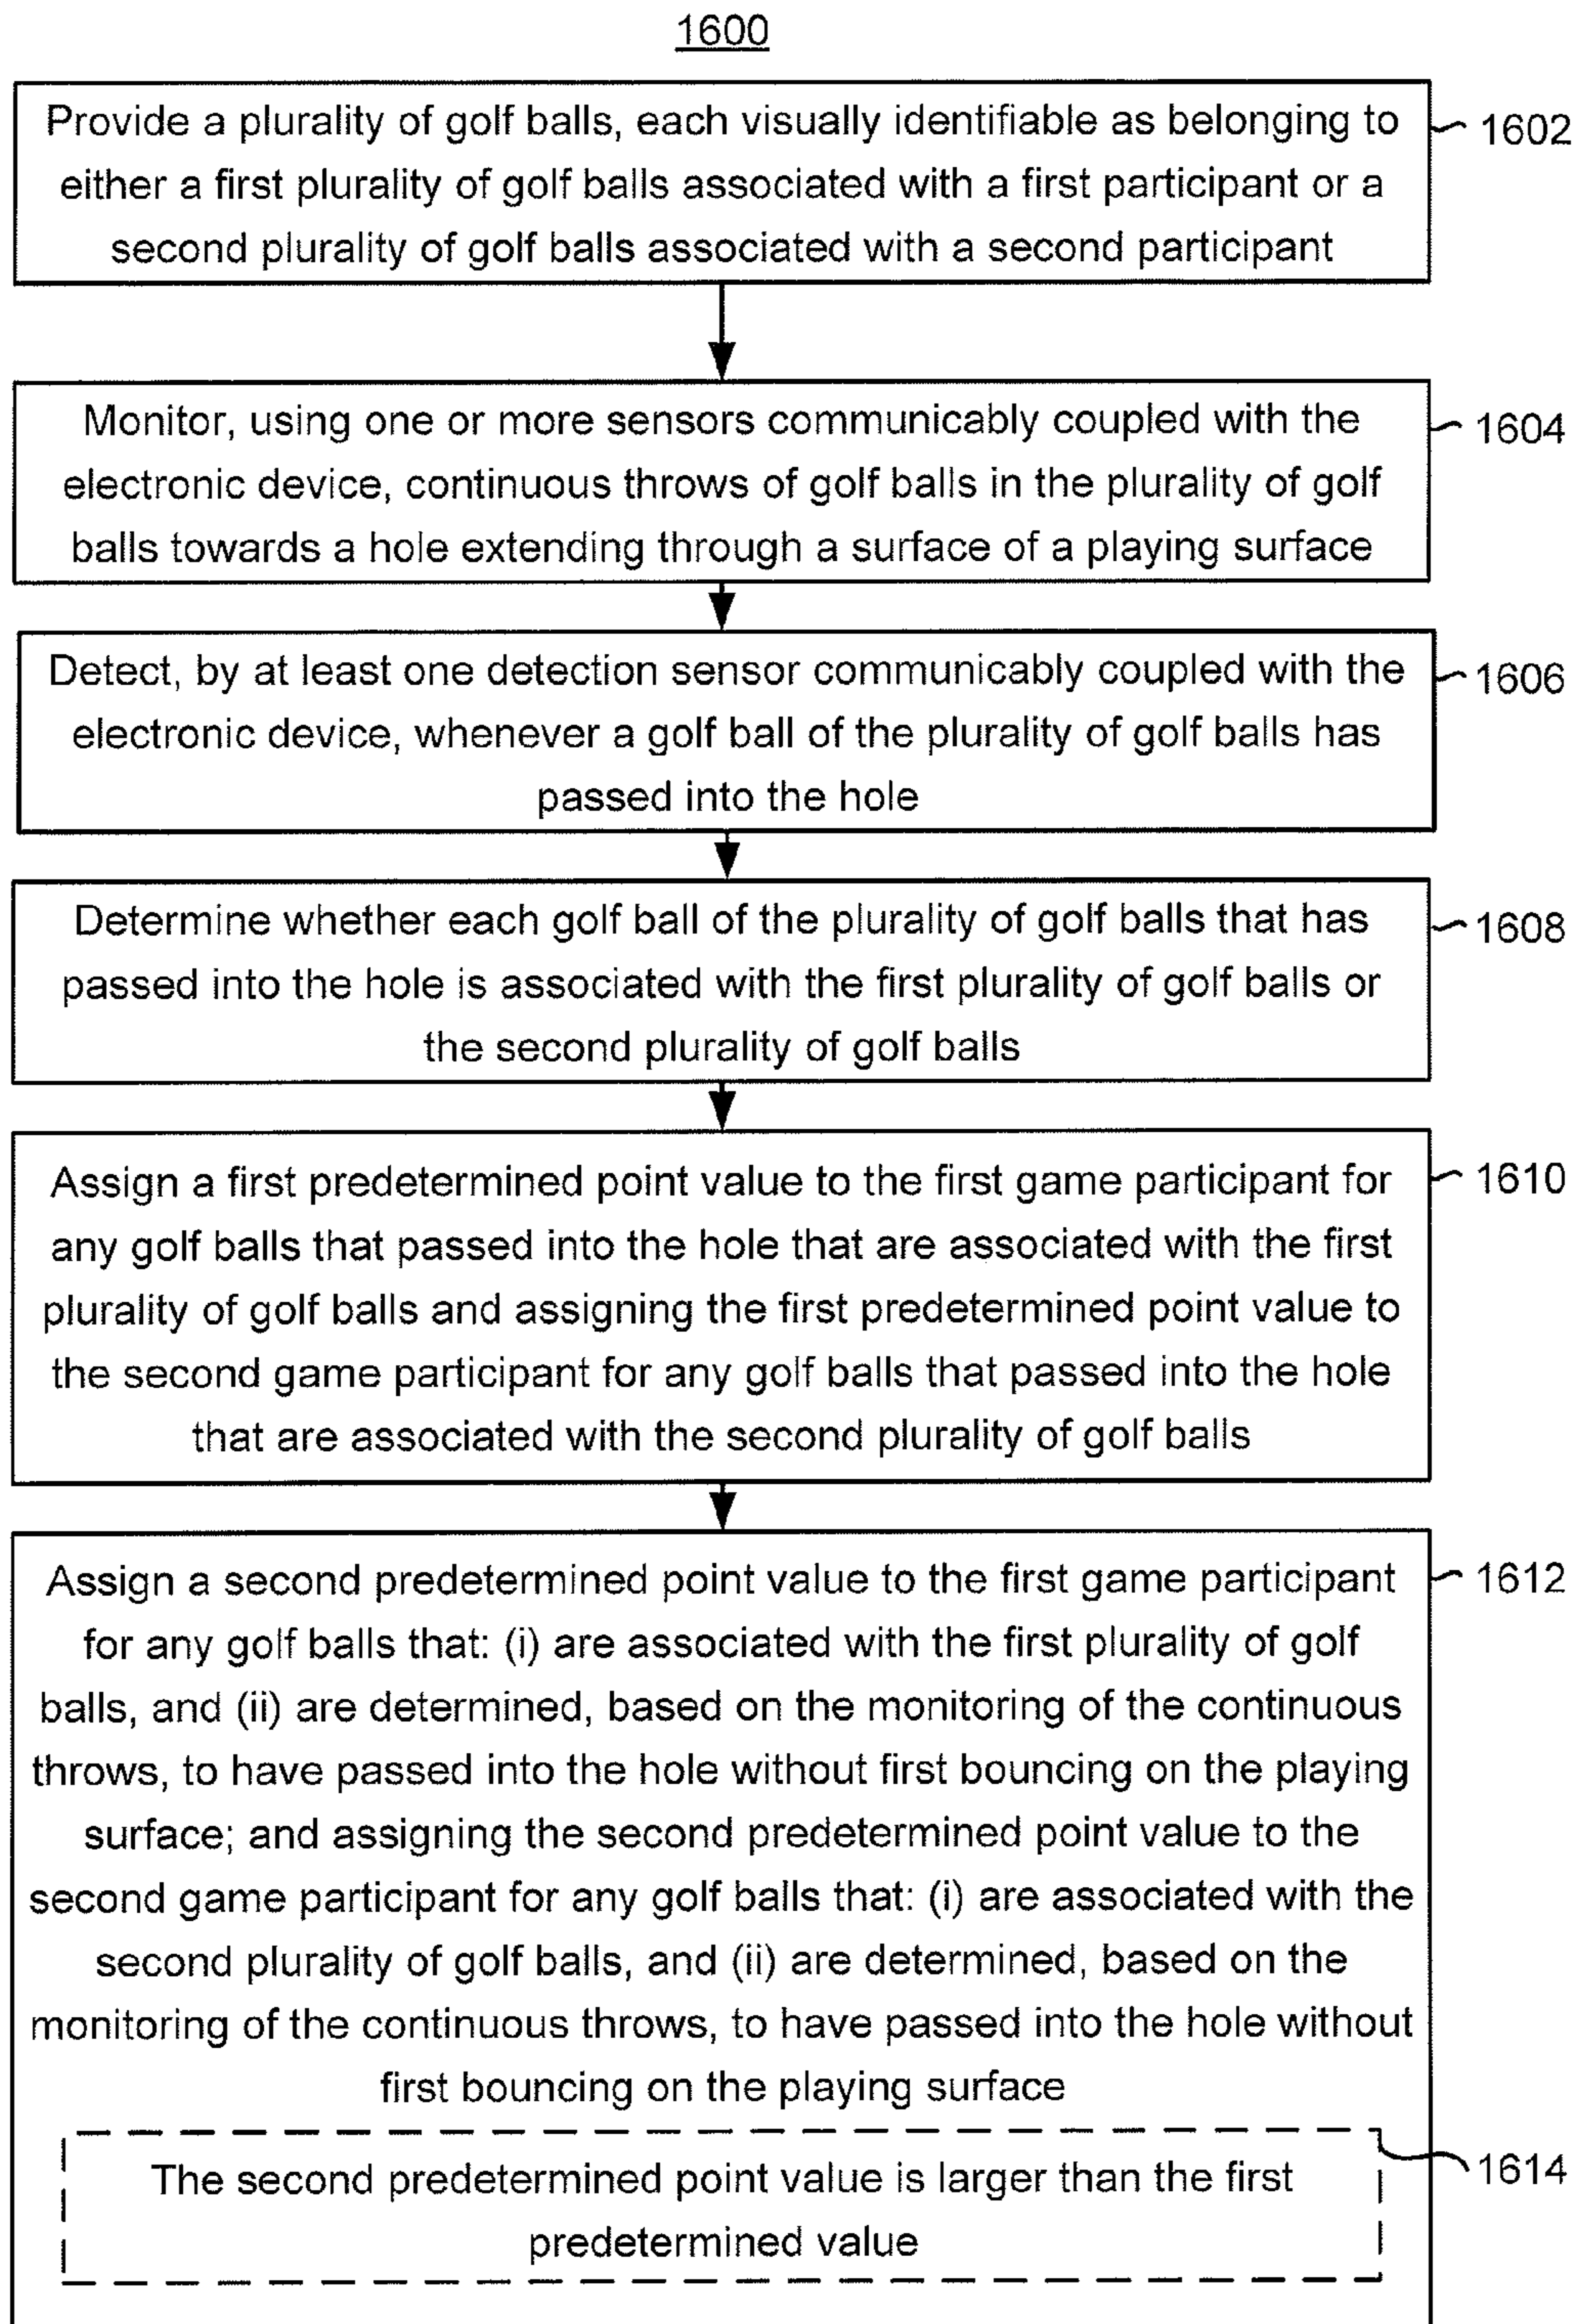 1600
Provide a plurality of golf balls, each visually identifiable as belonging to
either a first plurality of golf balls associated with a first participant or a
second plurality of golf balls associated with a second participant
1602
Monitor, using one or more sensors communicably coupled with the
electronic device, continuous throws of golf balls in the plurality of golf
balls towards a hole extending through a surface of a playing surface
1604
Detect, by at least one detection sensor communicably coupled with the
electronic device, whenever a golf ball of the plurality of golf balls has
passed into the hole
1606
Determine whether each golf ball of the plurality of golf balls that has
passed into the hole is associated with the first plurality of golf balls or
the second plurality of golf balls
1608
Assign a first predetermined point value to the first game participant for
any golf balls that passed into the hole that are associated with the first
plurality of golf balls and assigning the first predetermined point value to
the second game participant for any golf balls that passed into the hole
that are associated with the second plurality of golf balls
1610
Assign a second predetermined point value to the first game participant
for any golf balls that: (i) are associated with the first plurality of golf
balls, and (ii) are determined, based on the monitoring of the continuous
throws, to have passed into the hole without first bouncing on the playing
surface; and assigning the second predetermined point value to the
second game participant for any golf balls that: (i) are associated with the
second plurality of golf balls, and (ii) are determined, based on the
monitoring of the continuous throws, to have passed into the hole without
first bouncing on the playing surface
1612
The second predetermined point value is larger than the first
predetermined value
1614